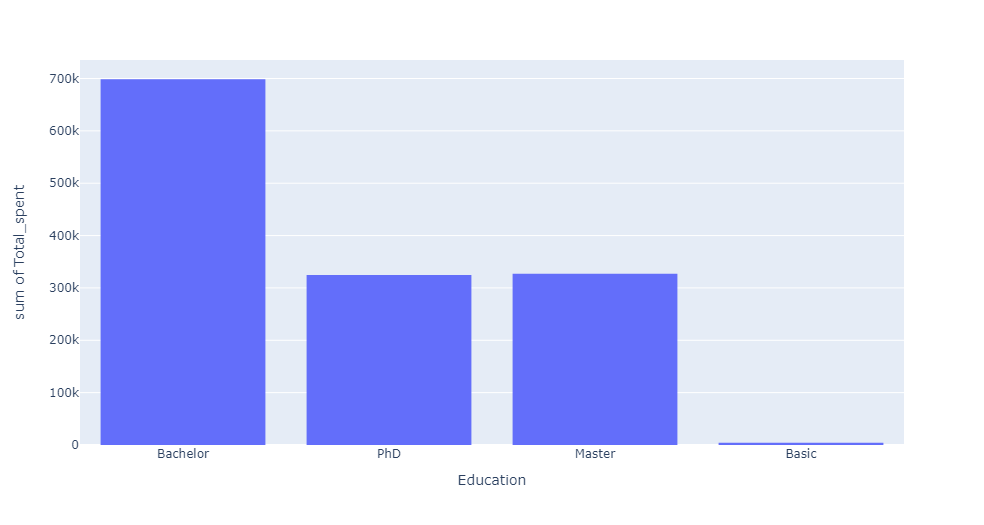 sum of Total_spent
700k
600k
500k
400k
300k
200k
100k
0
Bachelor PhD Master Basic
Education